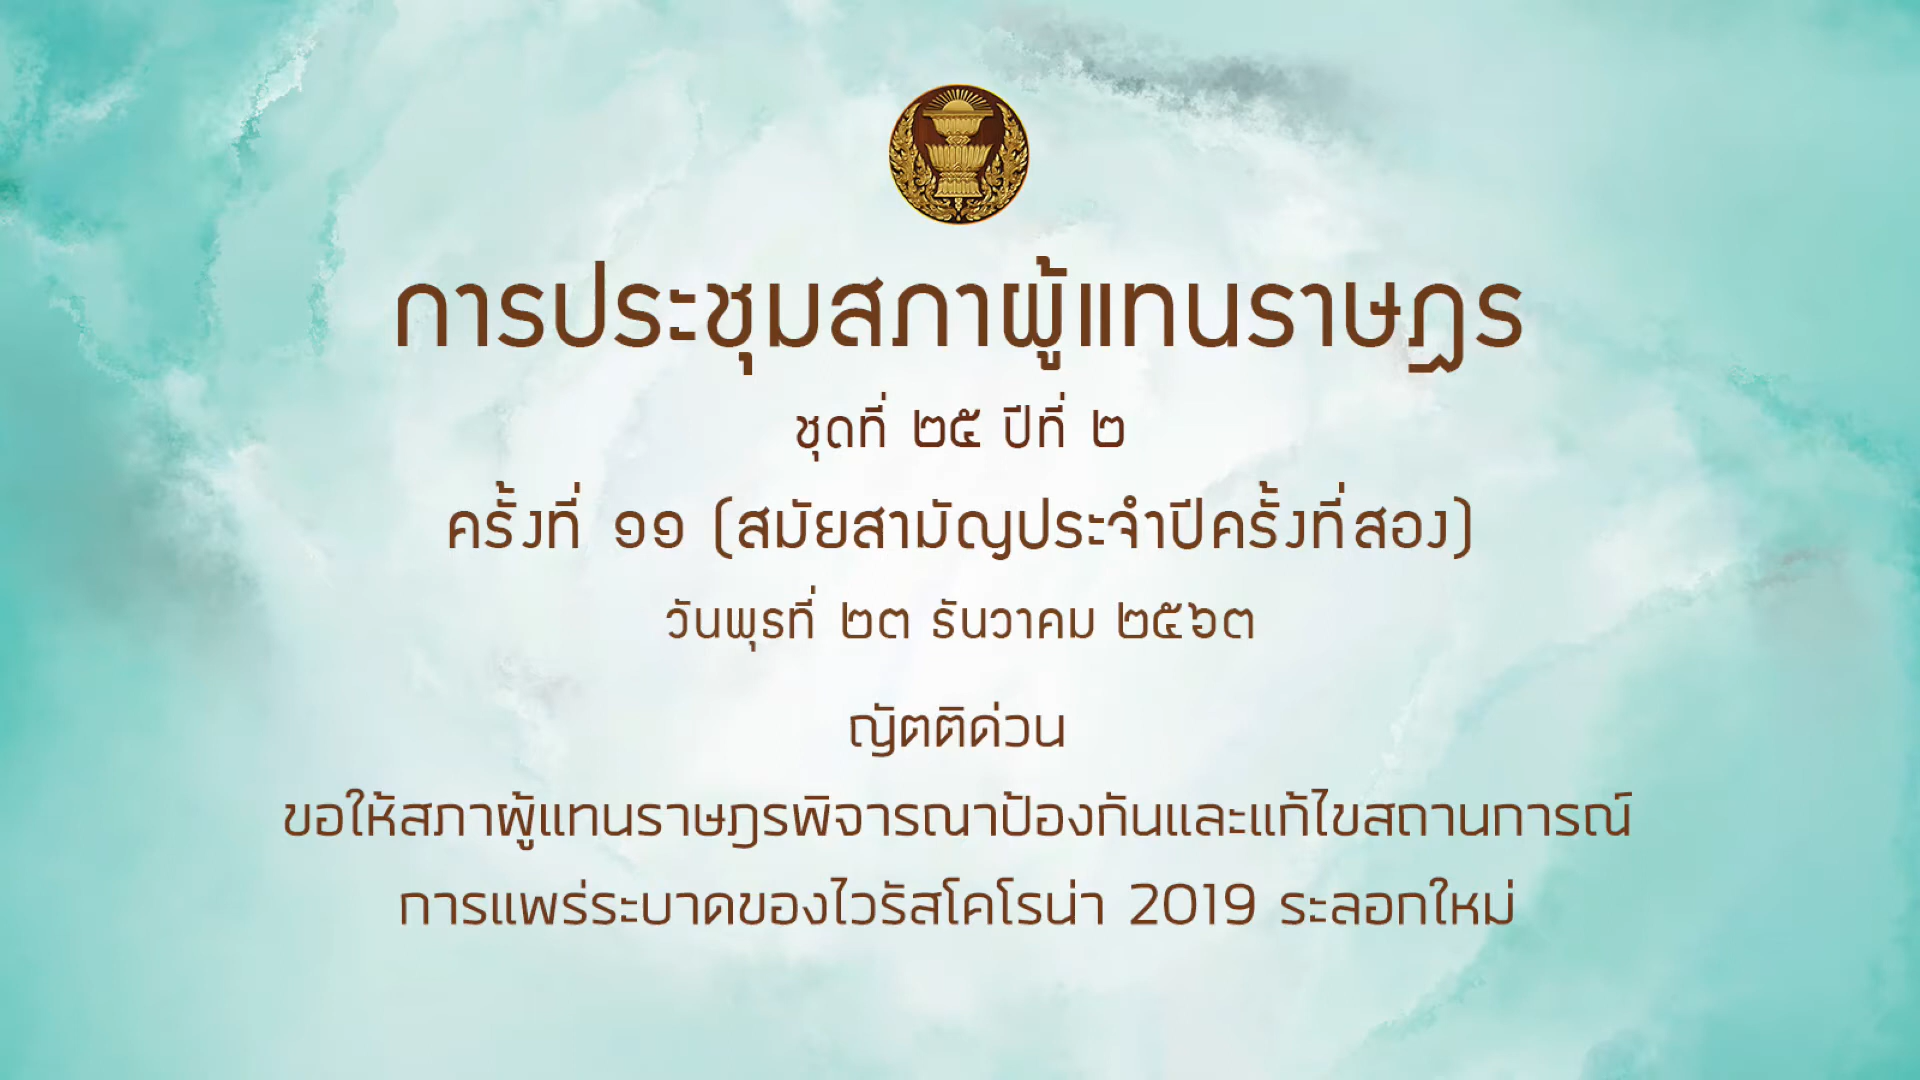 การประชุมสภาผู้แทนราษฎร
ชุดที่ ๒๕ ปีที่ ๒
ครั้งที่ ๑๑ (สมัยสามัญประจำปีครั้งที่สอง)
วันพุธที่ ๒๓ ธันวาคม ๒๕๖๓
ญัตติด่วน
ขอให้สภาผู้แทนราษฎรพิจารณาป้องกันและแก้ไขสถานการณ์
การแพร่ระบาดของไวรัสโคโรน่า 2019 ระลอกใหม่